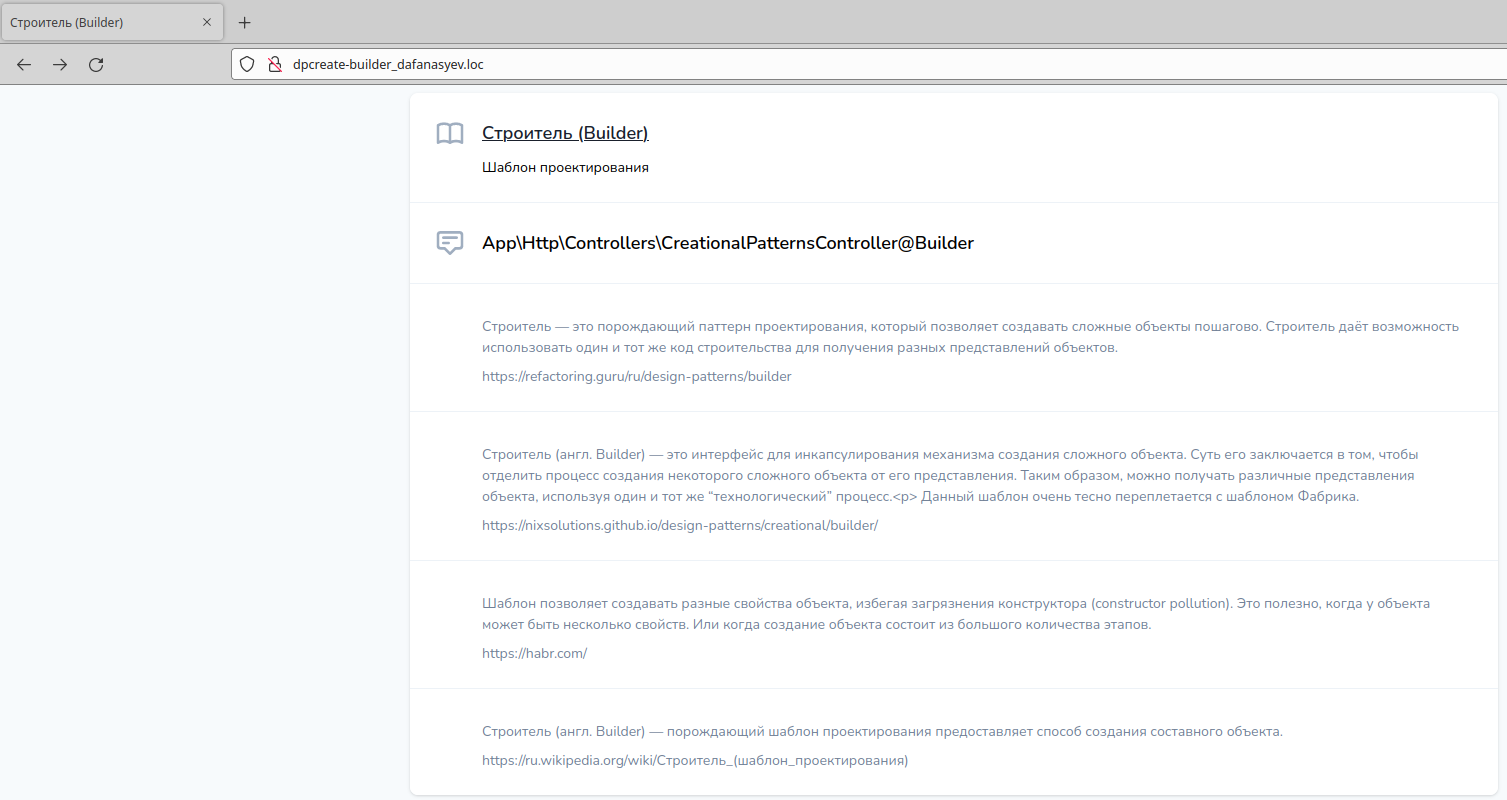 Строитель (Builder)
dpcreate-builder_dafanasyev.loc
Строитель (Builder)
Шаблон проектирования
App\Http\Controllers\CreationalPatternsController@Builder
Строитель — это порождающий паттерн проектирования, который позволяет создавать сложные объекты пошагово. Строитель даёт возможность
использовать один и тот же код строительства для получения разных представлений объектов.
https://refactoring.guru/ru/design-patterns/builder
Строитель (англ. Builder) — это интерфейс для инкапсулирования механизма создания сложного объекта. Суть его заключается в том, чтобы
отделить процесс создания некоторого сложного объекта от его представления. Таким образом, можно получать различные представления
объекта, используя один и тот же “технологический” процесс.<p> Данный шаблон очень тесно переплетается с шаблоном Фабрика.
https://nixsolutions.github.io/design-patterns/creational/builder/
Шаблон позволяет создавать разные свойства объекта, избегая загрязнения конструктора (constructor pollution). Это полезно, когда у объекта
может быть несколько свойств. Или когда создание объекта состоит из большого количества этапов.
https://habr.com/
Строитель (англ. Builder) — порождающий шаблон проектирования предоставляет способ создания составного объекта.
https://ru.wikipedia.org/wiki/Строитель_(шаблон_проектирования)